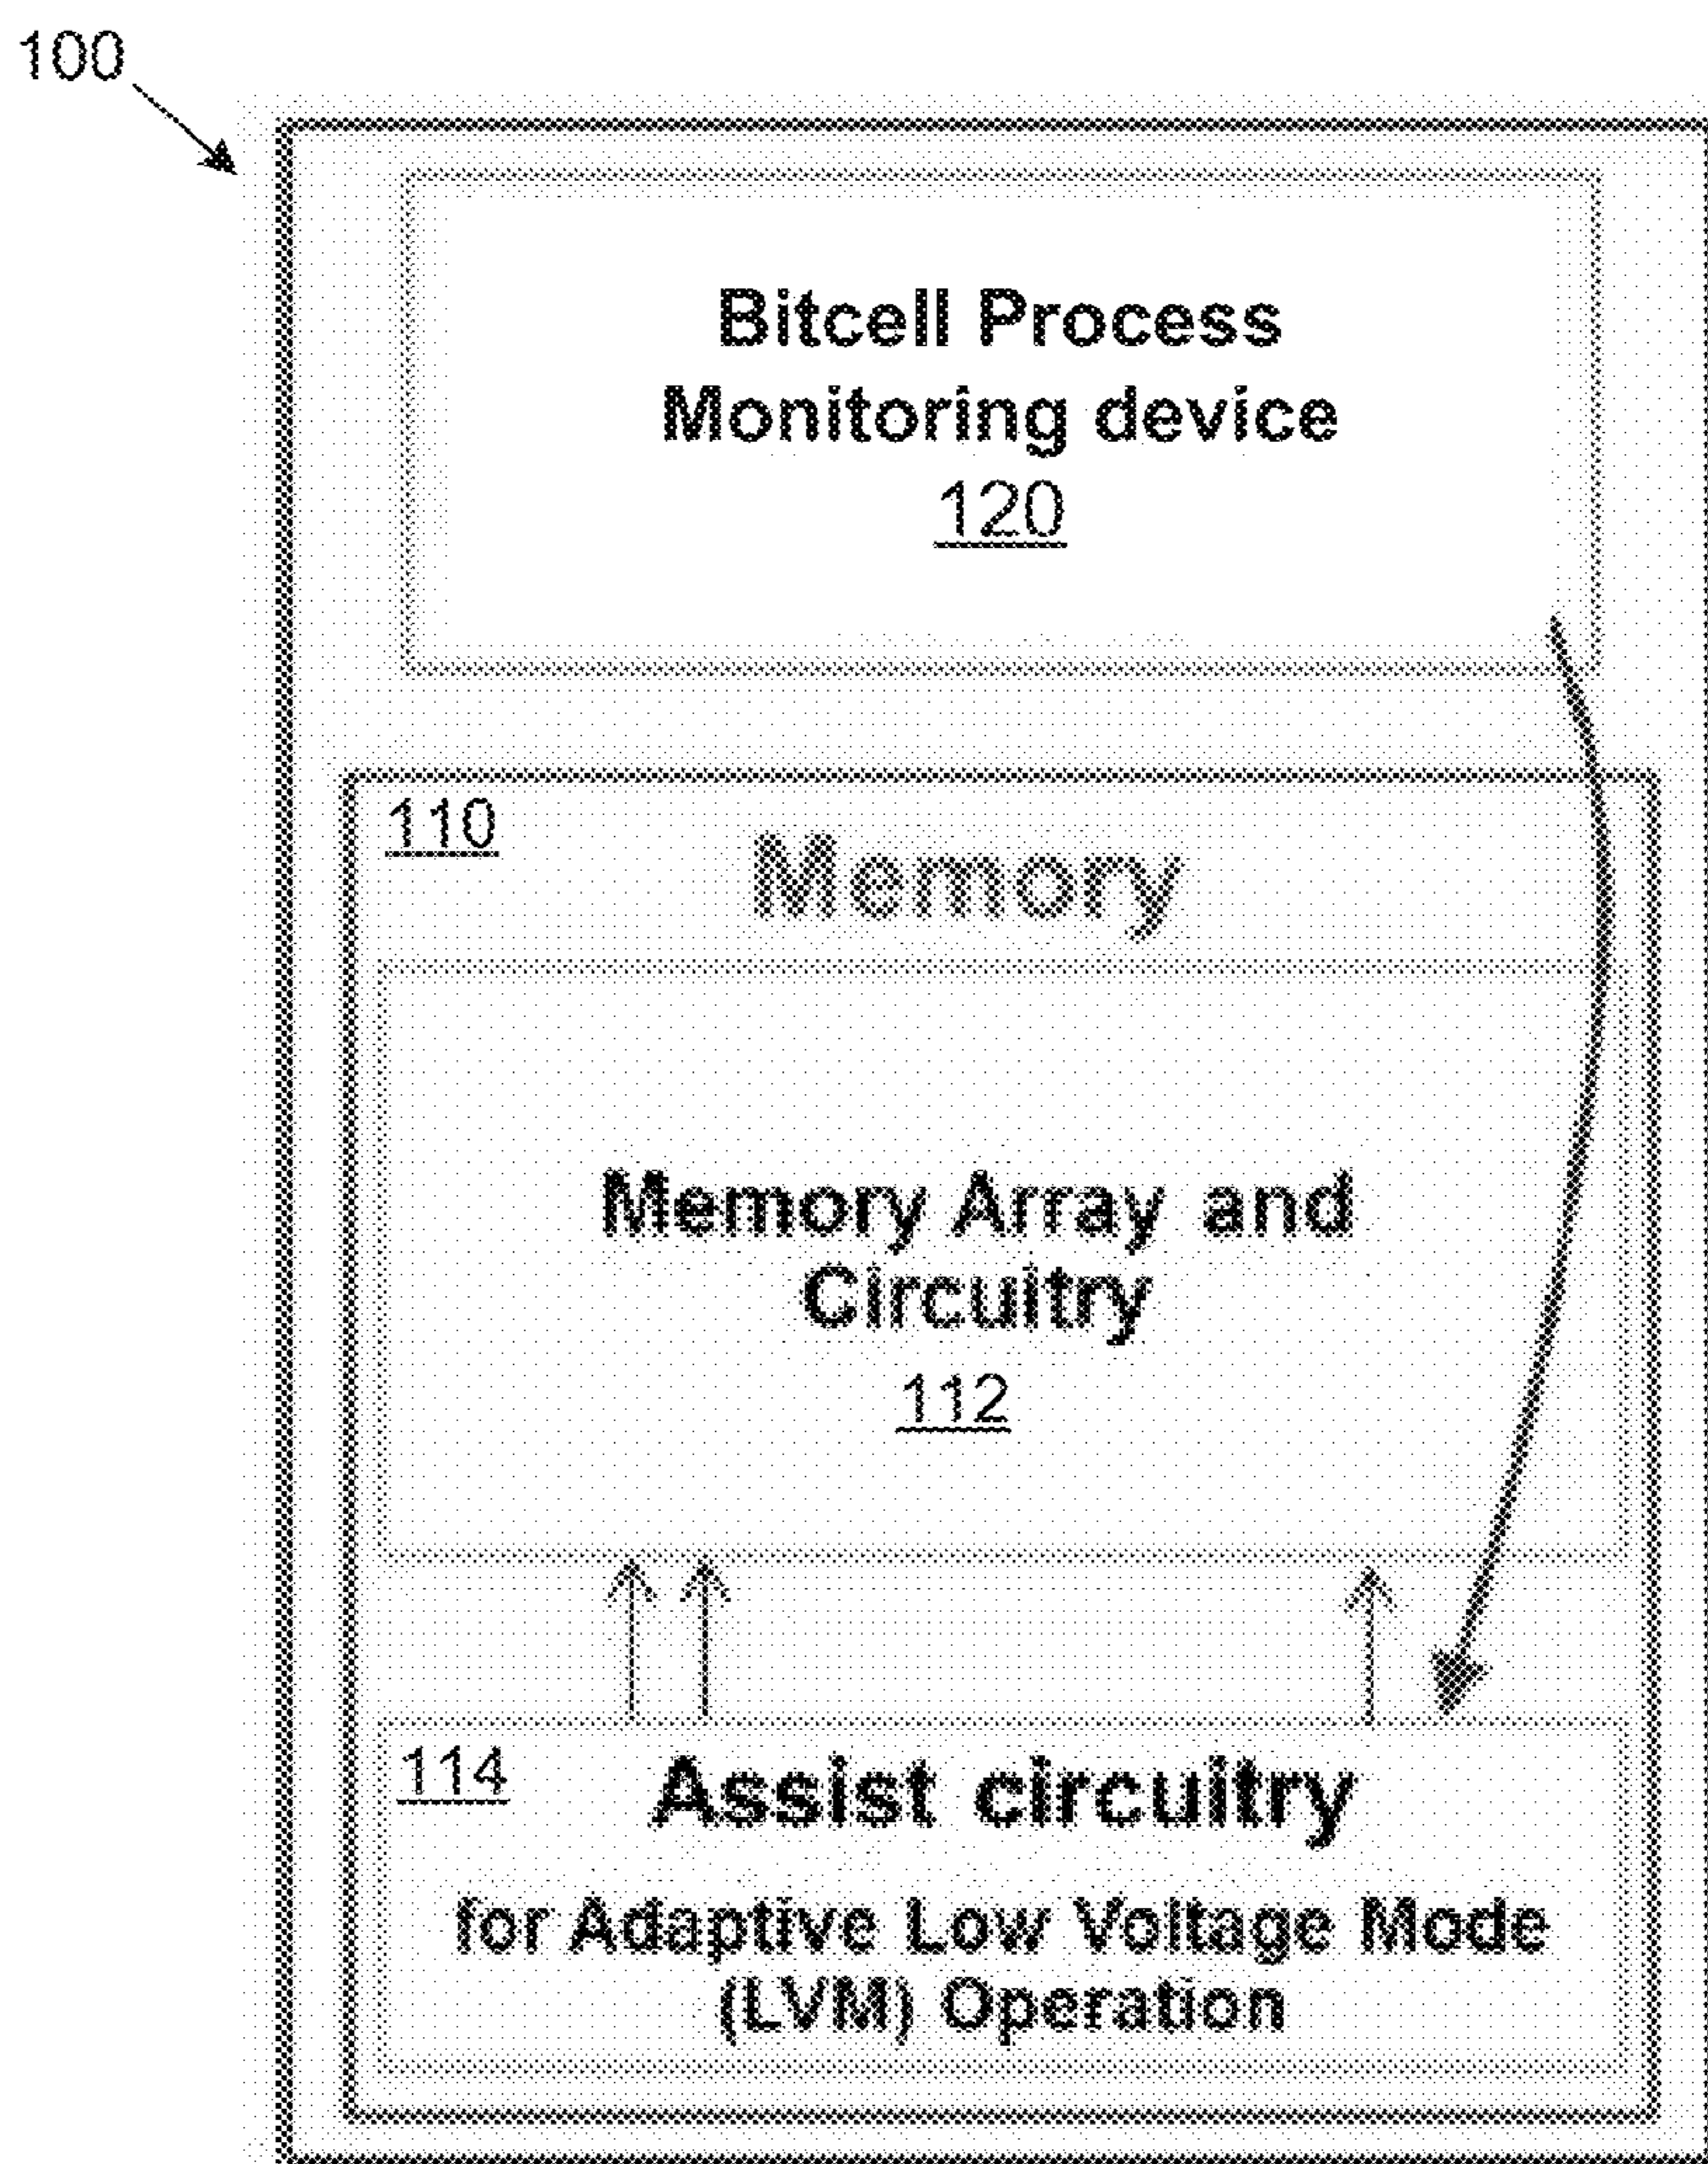 100
Bitcell Process
Monitoring device
120
110
Memory
Memory Array and
Circuitry
112
114
Assist circuitry
for Adaptive Low Voltage Mode
(LVM) Operation